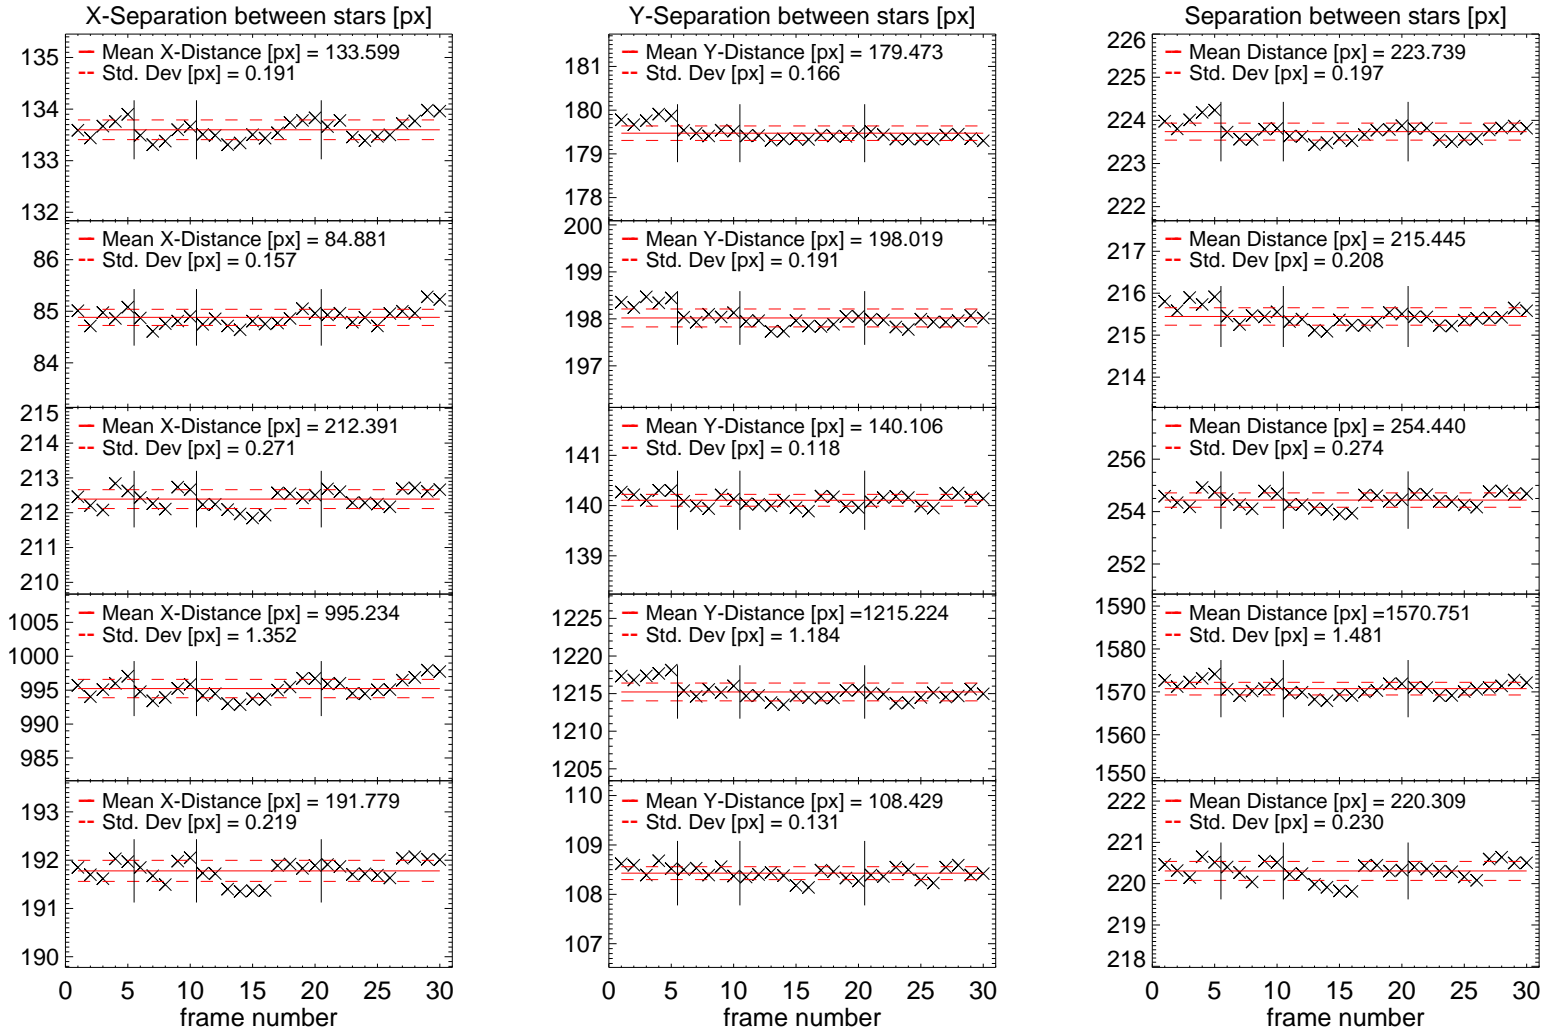 X-Separation between stars [px]
Y-Separation between stars [px]
Separation between stars [px]
135
134
133
132
Mean X-Distance [px] = 133.599
Std. Dev [px] = 0.191
181
180
179
178
Mean Y-Distance [px] = 179.473
Std. Dev [px] = 0.166
226
225
224
223
222
Mean Distance [px] = 223.739
Std. Dev [px] = 0.197
86
85
84
Mean X-Distance [px] = 84.881
Std. Dev [px] = 0.157
200
199
198
197
Mean Y-Distance [px] = 198.019
Std. Dev [px] = 0.191
217
216
215
214
Mean Distance [px] = 215.445
Std. Dev [px] = 0.208
215
214
213
212
211
210
Mean X-Distance [px] = 212.391
Std. Dev [px] = 0.271
141
140
139
Mean Y-Distance [px] = 140.106
Std. Dev [px] = 0.118
256
254
252
Mean Distance [px] = 254.440
Std. Dev [px] = 0.274
1005
1000
995
990
985
Mean X-Distance [px] = 995.234
Std. Dev [px] = 1.352
1225
1220
1215
1210
1205
Mean Y-Distance [px] =1215.224
Std. Dev [px] = 1.184
1590
1580
1570
1560
1550
Mean Distance [px] =1570.751
Std. Dev [px] = 1.481
193
192
191
190
Mean X-Distance [px] = 191.779
Std. Dev [px] = 0.219
110
109
108
107
Mean Y-Distance [px] = 108.429
Std. Dev [px] = 0.131
222
221
220
219
218
Mean Distance [px] = 220.309
Std. Dev [px] = 0.230
0 5 10 15 20 25 30
frame number
0 5 10 15 20 25 30
frame number
0 5 10 15 20 25 30
frame number